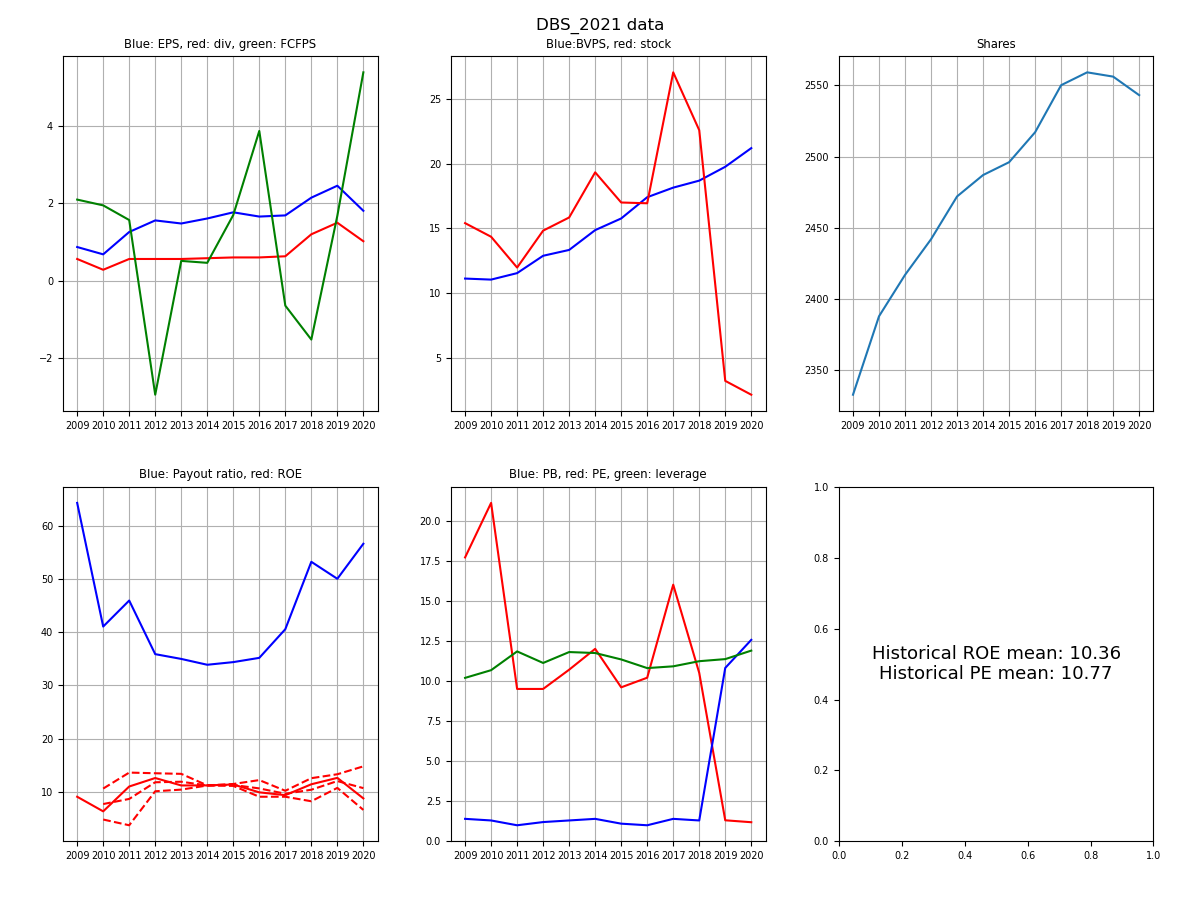 DBS_2021 data
Blue: EPS, red: div, green: FCFPS
4
2
0
−2
2009 2010 2011 2012 2013 2014 2015 2016 2017 2018 2019 2020
Blue:BVPS, red: stock
25
20
15
10
5
2009 2010 2011 2012 2013 2014 2015 2016 2017 2018 2019 2020
Shares
2550
2500
2450
2400
2350
2009 2010 2011 2012 2013 2014 2015 2016 2017 2018 2019 2020
Blue: Payout ratio, red: ROE
60
50
40
30
20
10
2009 2010 2011 2012 2013 2014 2015 2016 2017 2018 2019 2020
Blue: PB, red: PE, green: leverage
20.0
17.5
15.0
12.5
10.0
7.5
5.0
2.5
0.0
2009 2010 2011 2012 2013 2014 2015 2016 2017 2018 2019 2020
1.0
0.8
0.6
0.4
0.2
0.0
Historical ROE mean: 10.36
Historical PE mean: 10.77
0.0 0.2 0.4 0.6 0.8 1.0